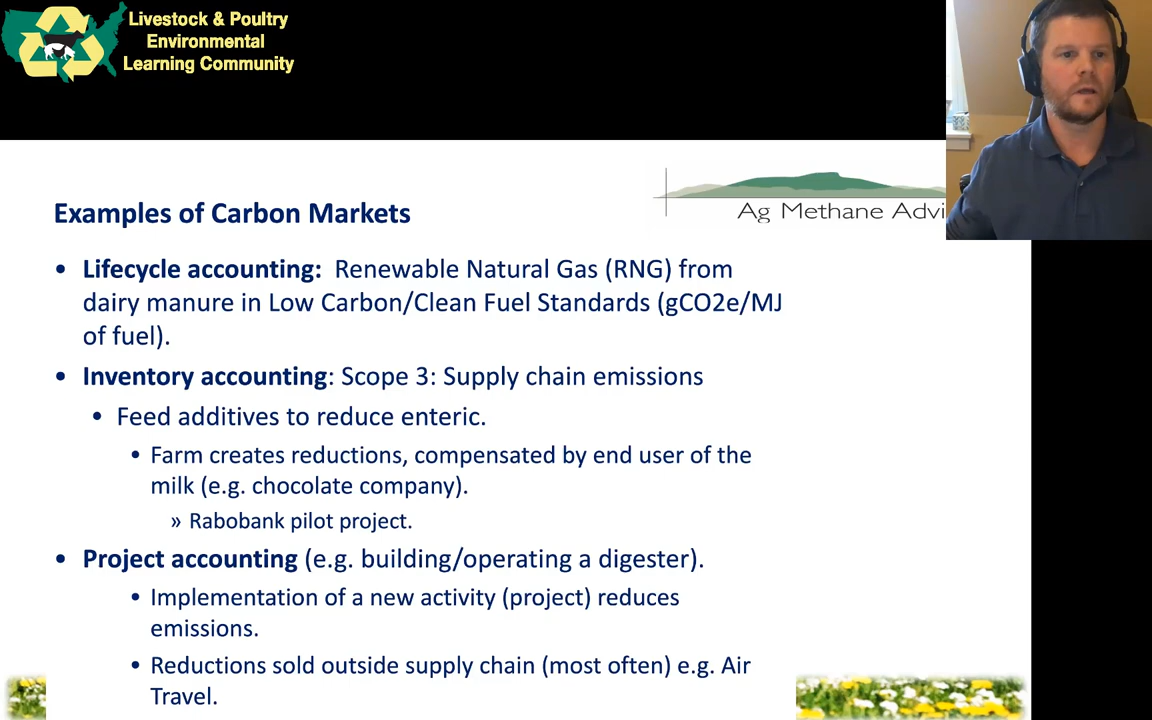 Livestock & Poultry
Environmental
Learning Community
Ag Methane Advi
Examples of Carbon Markets
• Lifecycle accounting: Renewable Natural Gas (RNG) from
dairy manure in Low Carbon/Clean Fuel Standards (gCO2e/MJ
of fuel).
• Inventory accounting: Scope 3: Supply chain emissions
• Feed additives to reduce enteric.
• Farm creates reductions, compensated by end user of the
milk (e.g. chocolate company).
» Rabobank pilot project.
• Project accounting (e.g. building/operating a digester).
• Implementation of a new activity (project) reduces
emissions.
• Reductions sold outside supply chain (most often) e.g. Air
Travel.